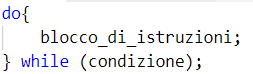 do{
    blocco_di_istruzioni;
} while (condizione);